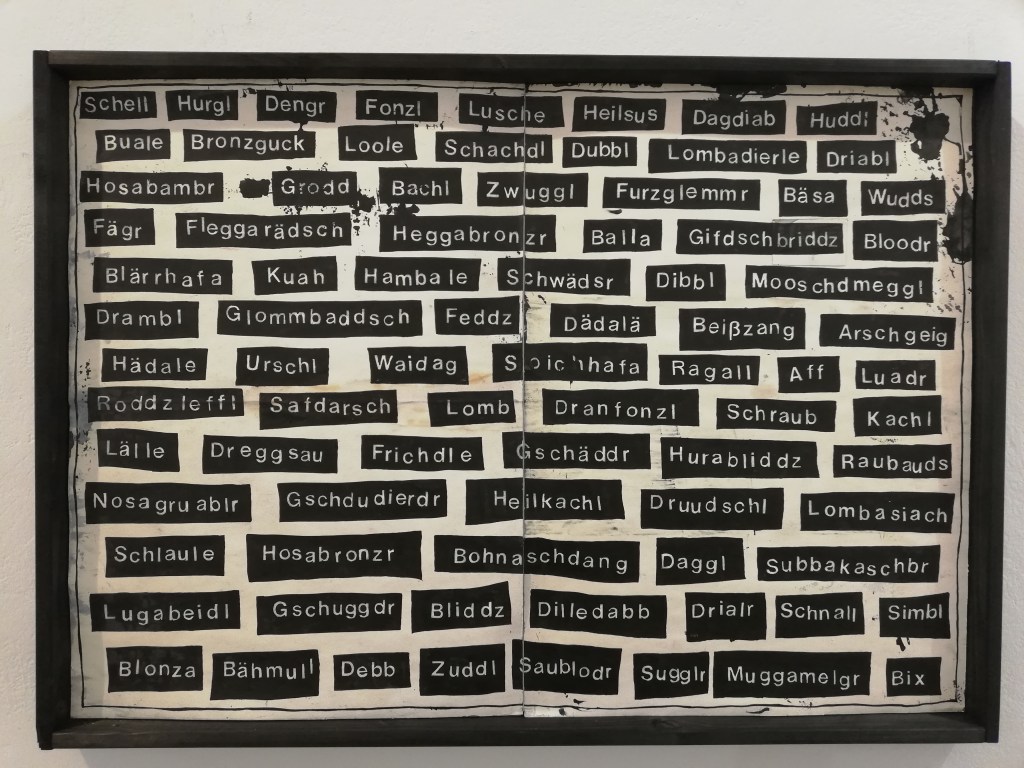 Schell Hurgl Dengr Fonzl Lusche Heilsus Dagdiab Huddl
Buale Bronzguck Loole Schachdl Dubbl Lombadierle Driabl
Hosabambr Grodd Bachl Zwuggl Furzglemmr Bäsa Wudds
Fägr Fleggarädsch Heggabronzr Balla Gifdschbriddz Bloodr
Blärrhafa Kuah Hambale Schwädsr Dibbl Mooschdmeggl
Drambl Glommbaddsch Feddz Dädalä Beißzang Arschgeig
Hädale Urschl Waidag Soichhafa Ragall Aff Luadr
Roddzleffl Safdarsch Lomb Dranfonzl Schraub Kachl
Lälle Dreggsau Frichdle Gschäddr Hurabliddz Raubauds
Nosagruablr Gschdudierdr Heilkachl Druudschl Lombasiach
Schlaule Hosabronzr Bohnaschdang Daggl Subbakaschbr
Lugabeidl Gschuggdr Bliddz Dilledabb Drialr Schnall Simbl
Blonza Bähmull Debb Zuddl Saublodr Sugglr Muggamelgr Bix